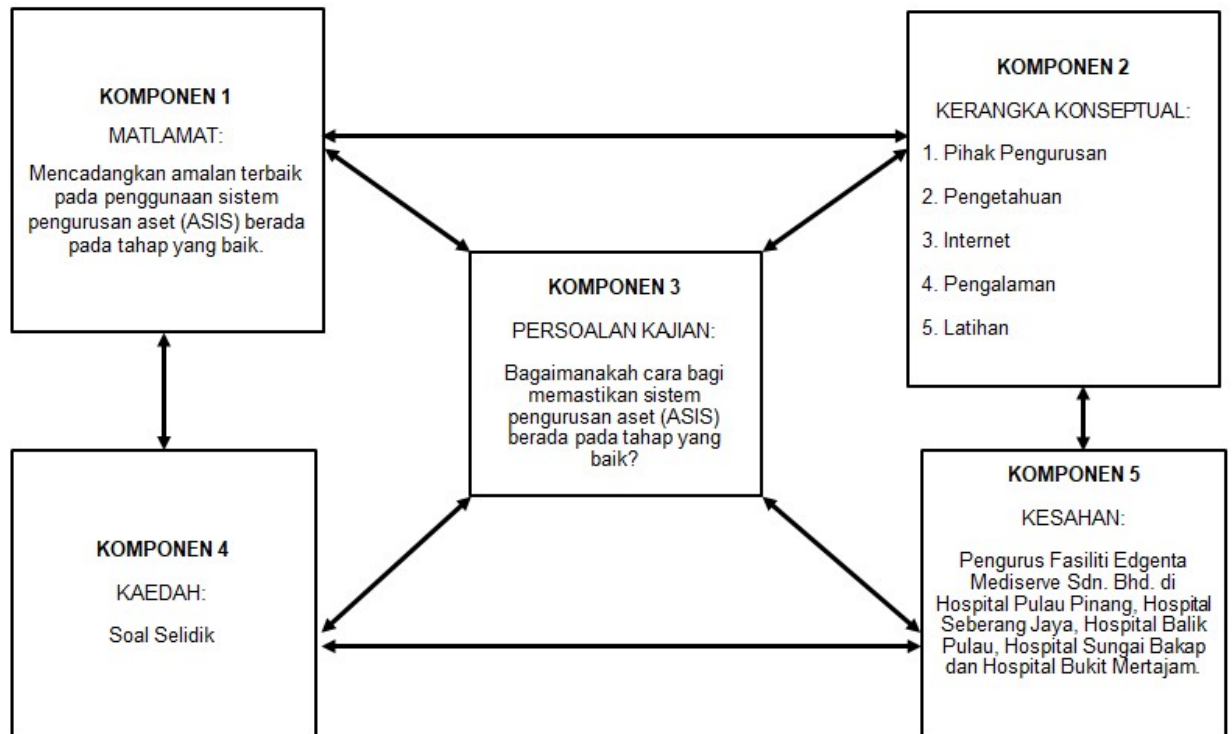 KOMPONEN 1
MATLAMAT:
Mencadangkan amalan terbaik
pada penggunaan sistem
pengurusan aset (ASIS) berada
pada tahap yang baik.
KOMPONEN 2
KERANGKA KONSEPTUAL:
1. Pihak Pengurusan
2. Pengetahuan
3. Internet
4. Pengalaman
5. Latihan
KOMPONEN 3
PERSOALAN KAJIAN:
Bagaimanakah cara bagi
memastikan sistem
pengurusan aset (ASIS)
berada pada tahap yang
baik?
KOMPONEN 4
KAEDAH:
Soal Selidik
KOMPONEN 5
KESAHAN:
Pengurus Fasiliti Edgenta
Mediserve Sdn. Bhd. di
Hospital Pulau Pinang, Hospital
Seberang Jaya, Hospital Balik
Pulau, Hospital Sungai Bakap
dan Hospital Bukit Mertajam.